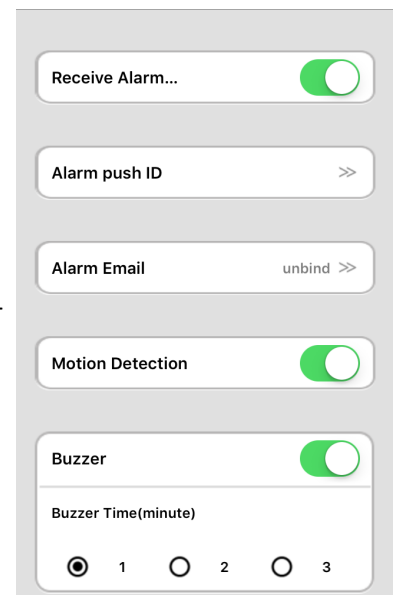 Receive Alarm...
Alarm push ID
Alarm Email unbind
Motion Detection
Buzzer
Buzzer Time(minute)
1 2 3